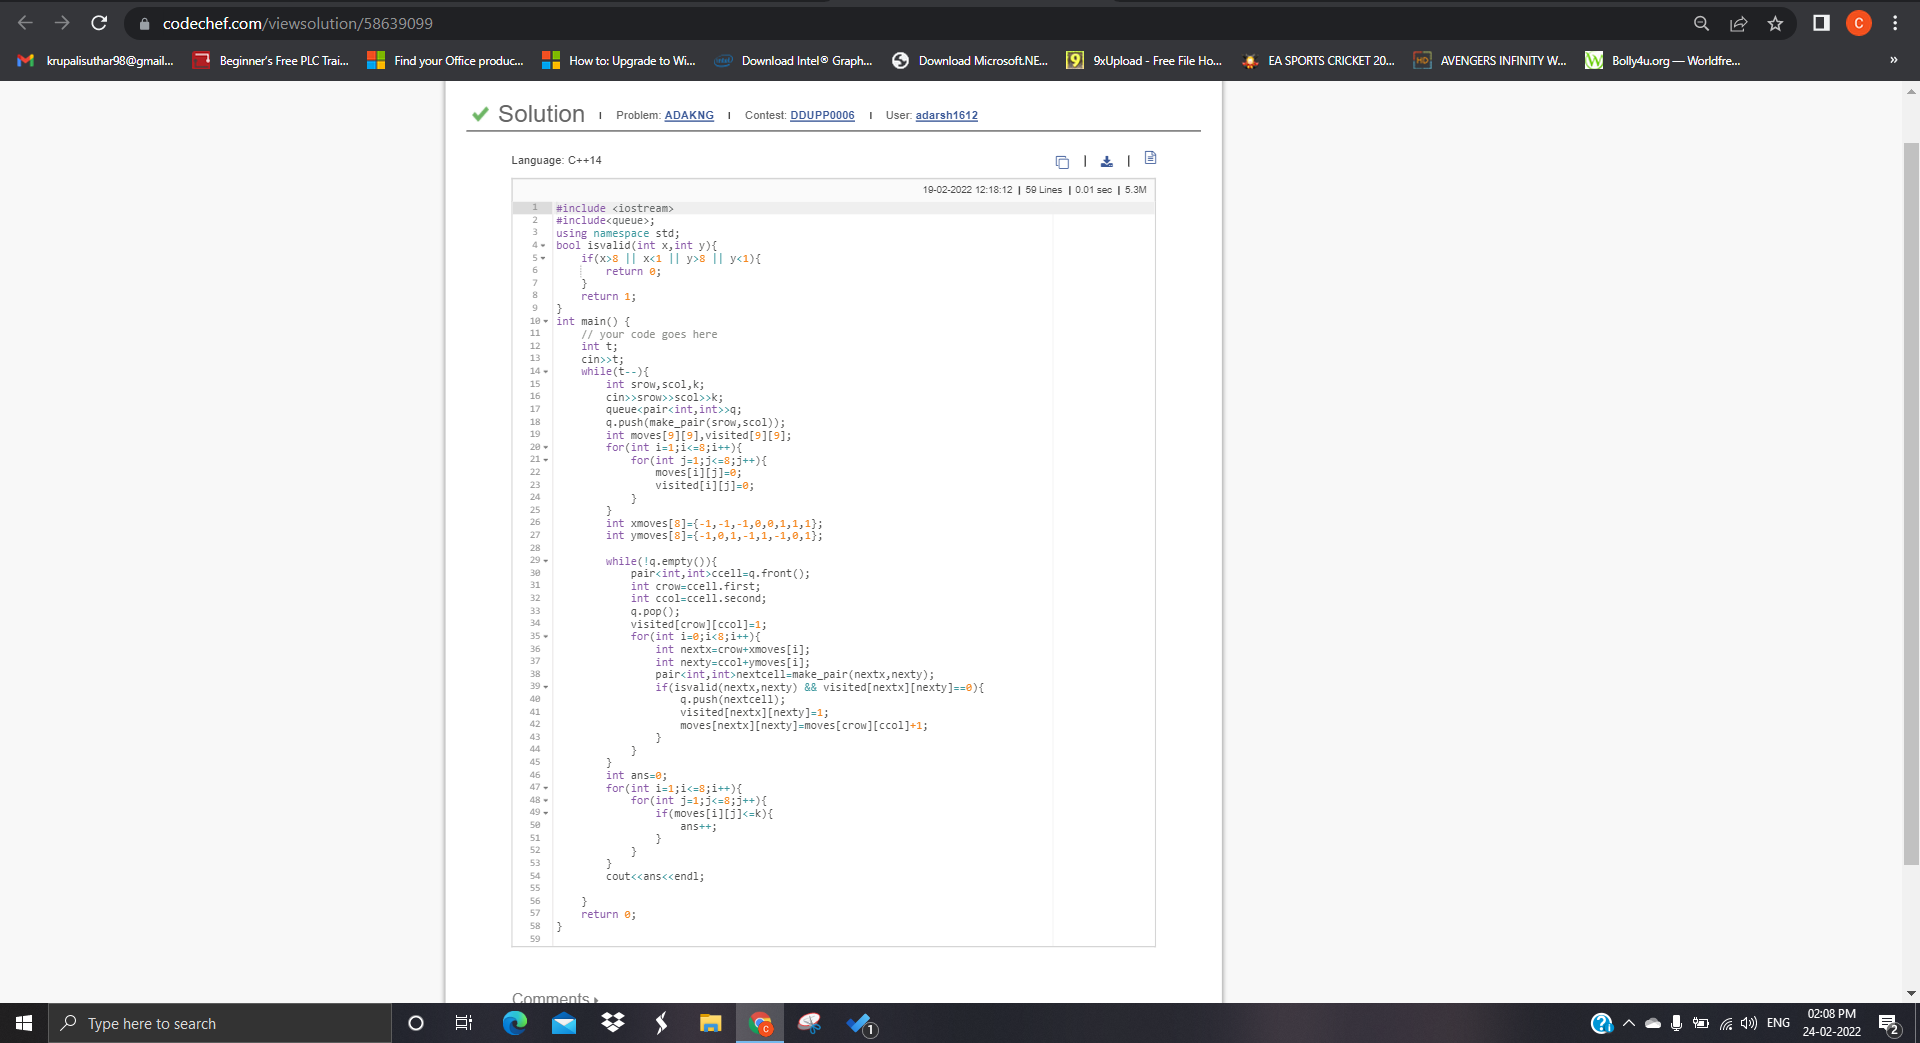 codechef.com/viewsolution/58639099
C
krupalisuthar98@gmail...
Beginner's Free PLC Trai...
Find your Office produc...
How to: Upgrade to Wi...
Download Intel® Graph...
Download Microsoft.NE...
9xUpload - Free File Ho...
EA SPORTS CRICKET 20...
AVENGERS INFINITY W...
Bolly4u.org — Worldfre...
»
Solution | Problem: ADAKNG | Contest: DDUPP0006 | User: adarsh1612
Language: C++14
19-02-2022 12:18:12 | 59 Lines | 0.01 sec | 5.3M
1 #include <iostream>
2 #include<queue>;
3 using namespace std;
4 bool isvalid(int x,int y){
5 if(x>8 || x<1 || y>8 || y<1){
6 return 0;
7 }
8 return 1;
9 }
10 int main() {
11 // your code goes here
12 int t;
13 cin>>t;
14 while(t--){
15 int srow,scol,k;
16 cin>>srow>>scol>>k;
17 queue<pair<int,int>>q;
18 q.push(make_pair(srow,scol));
19 int moves[9][9],visited[9][9];
20 for(int i=1;i<=8;i++){
21 for(int j=1;j<=8;j++){
22 moves[i][j]=0;
23 visited[i][j]=0;
24 }
25 }
26 int xmoves[8]={-1,-1,-1,0,0,1,1,1};
27 int ymoves[8]={-1,0,1,-1,1,-1,0,1};
28
29 while(!q.empty()){
30 pair<int,int>ccell=q.front();
31 int crow=ccell.first;
32 int ccol=ccell.second;
33 q.pop();
34 visited[crow][ccol]=1;
35 for(int i=0;i<8;i++){
36 int nextx=crow+xmoves[i];
37 int nexty=ccol+ymoves[i];
38 pair<int,int>nextcell=make_pair(nextx,nexty);
39 if(isvalid(nextx,nexty) && visited[nextx][nexty]==0){
40 q.push(nextcell);
41 visited[nextx][nexty]=1;
42 moves[nextx][nexty]=moves[crow][ccol]+1;
43 }
44 }
45 }
46 int ans=0;
47 for(int i=1;i<=8;i++){
48 for(int j=1;j<=8;j++){
49 if(moves[i][j]<=k){
50 ans++;
51 }
52 }
53 }
54 cout<<ans<<endl;
55
56 }
57 return 0;
58 }
59
Comments
Type here to search
1
ENG
02:08 PM
24-02-2022
2